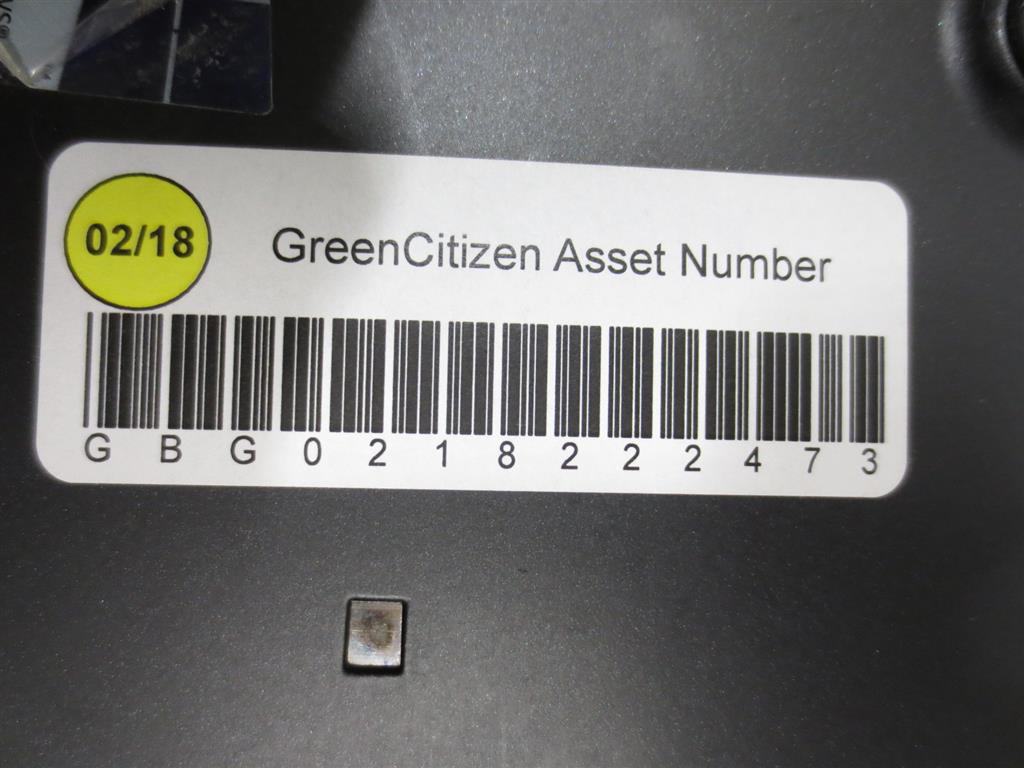 02/18
GreenCitizen Asset Number
GBG0218222473